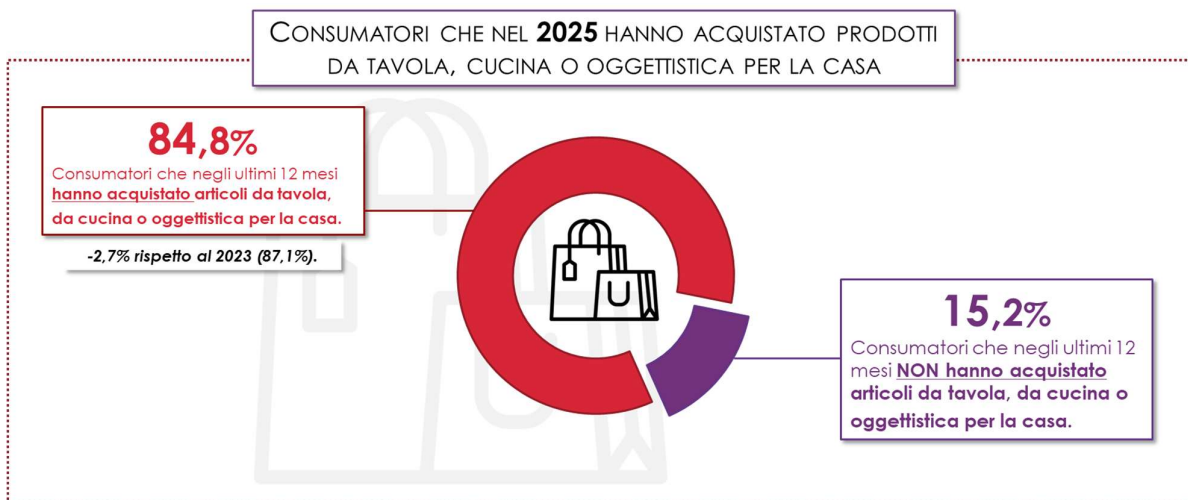 CONSUMATORI CHE NEL 2025 HANNO ACQUISTATO PRODOTTI
DA TAVOLA, CUCINA O OGGETTISTICA PER LA CASA
84,8%
Consumatori che negli ultimi 12 mesi
hanno acquistato articoli da tavola,
da cucina o oggettistica per la casa.
-2,7% rispetto al 2023 (87,1%).
15,2%
Consumatori che negli ultimi 12
mesi NON hanno acquistato
articoli da tavola, da cucina o
oggettistica per la casa.